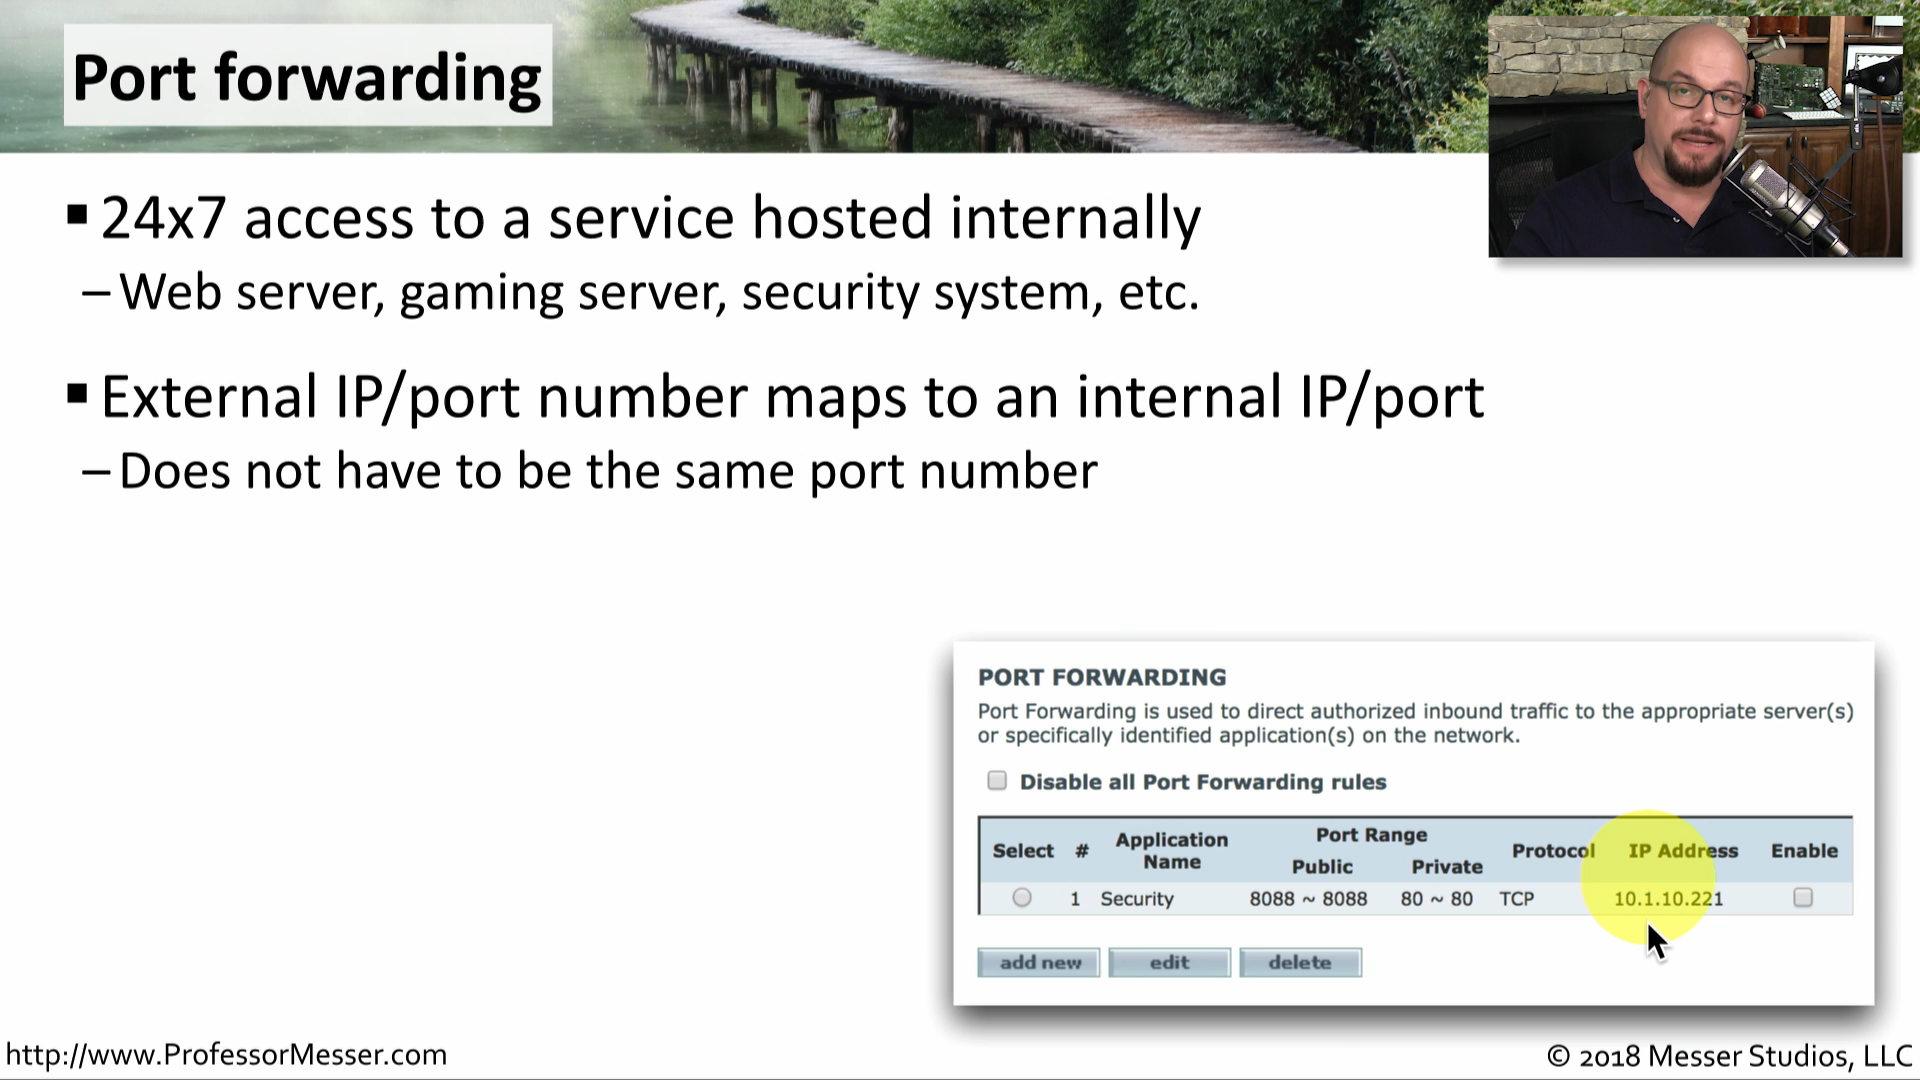 Port forwarding
▪ 24x7 access to a service hosted internally
– Web server, gaming server, security system, etc.
▪ External IP/port number maps to an internal IP/port
– Does not have to be the same port number
PORT FORWARDING
Port Forwarding is used to direct authorized inbound traffic to the appropriate server(s)
or specifically identified application(s) on the network.
Disable all Port Forwarding rules
Select # Application Name Port Range Public Private Protocol IP Address Enable
1 Security 8088 ~ 8088 80 ~ 80 TCP 10.1.10.221
add new edit delete
http://www.ProfessorMesser.com
© 2018 Messer Studios, LLC